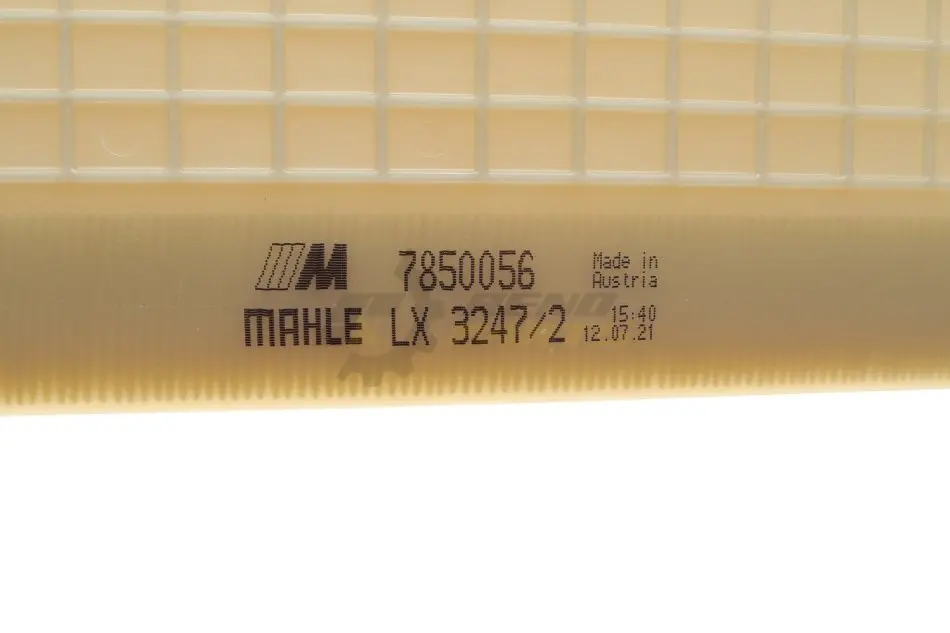 M 7850056 Made in
Austria
MAHLE LX 3247/2 15:40
12.07.21